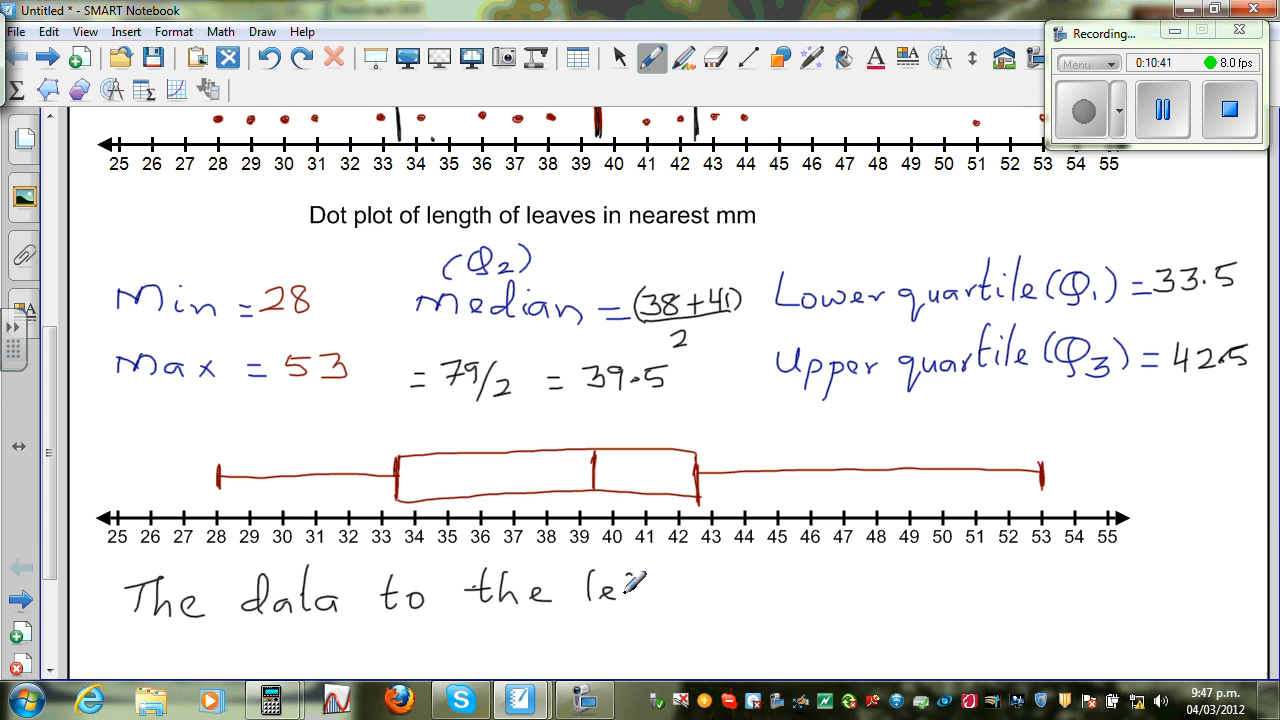 Untitled * - SMART Notebook
File Edit View Insert Format Math Draw Help
Recording...
Menu 0:10:41 8.0 fps
25 26 27 28 29 30 31 32 33 34 35 36 37 38 39 40 41 42 43 44 45 46 47 48 49 50 51 52 53 54 55
Dot plot of length of leaves in nearest mm
(Q2)
Min = 28 Median = (38+41)/2 Lower quartile (Q1) = 33.5
Max = 53 = 79/2 = 39.5 Upper quartile (Q3) = 42.5
25 26 27 28 29 30 31 32 33 34 35 36 37 38 39 40 41 42 43 44 45 46 47 48 49 50 51 52 53 54 55
The data to the le
9:47 p.m.
04/03/2012